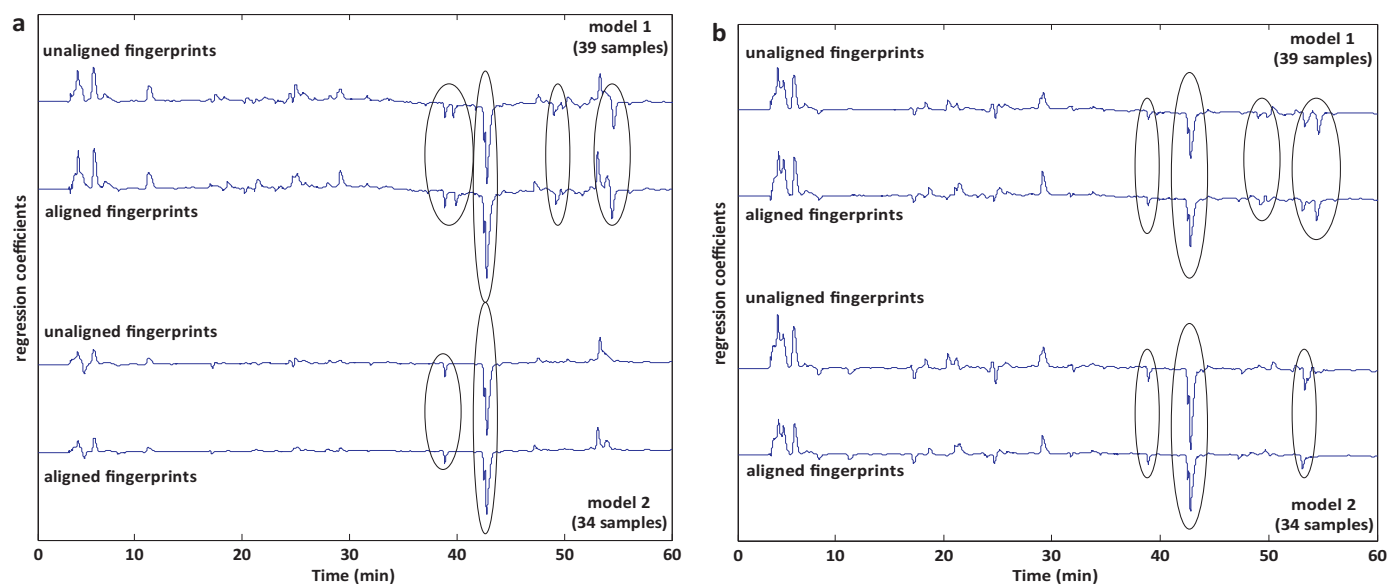 a
model 1
(39 samples)
unaligned fingerprints
aligned fingerprints
unaligned fingerprints
aligned fingerprints
model 2
(34 samples)
regression coefficients
0 10 20 30 40 50 60
Time (min)
b
model 1
(39 samples)
unaligned fingerprints
aligned fingerprints
unaligned fingerprints
aligned fingerprints
model 2
(34 samples)
regression coefficients
0 10 20 30 40 50 60
Time (min)